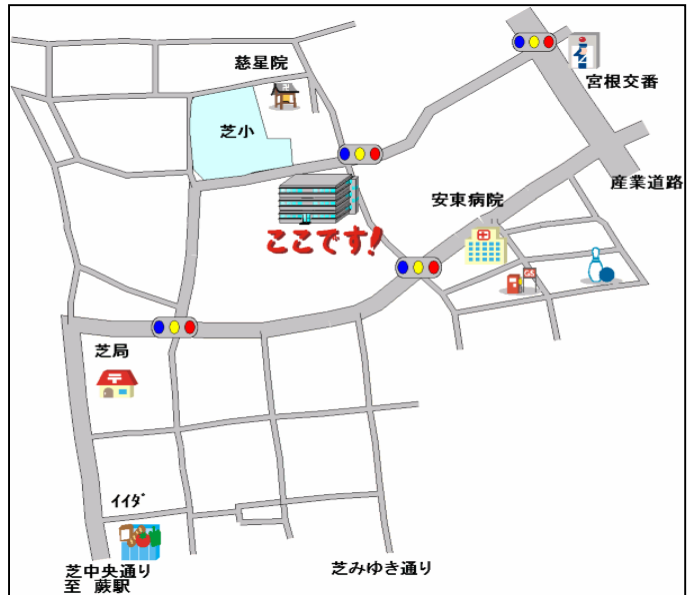 慈星院
宮根交番
芝小
産業道路
安東病院
ここです!
芝局
イイダ
芝中央通り
至 蕨駅
芝みゆき通り